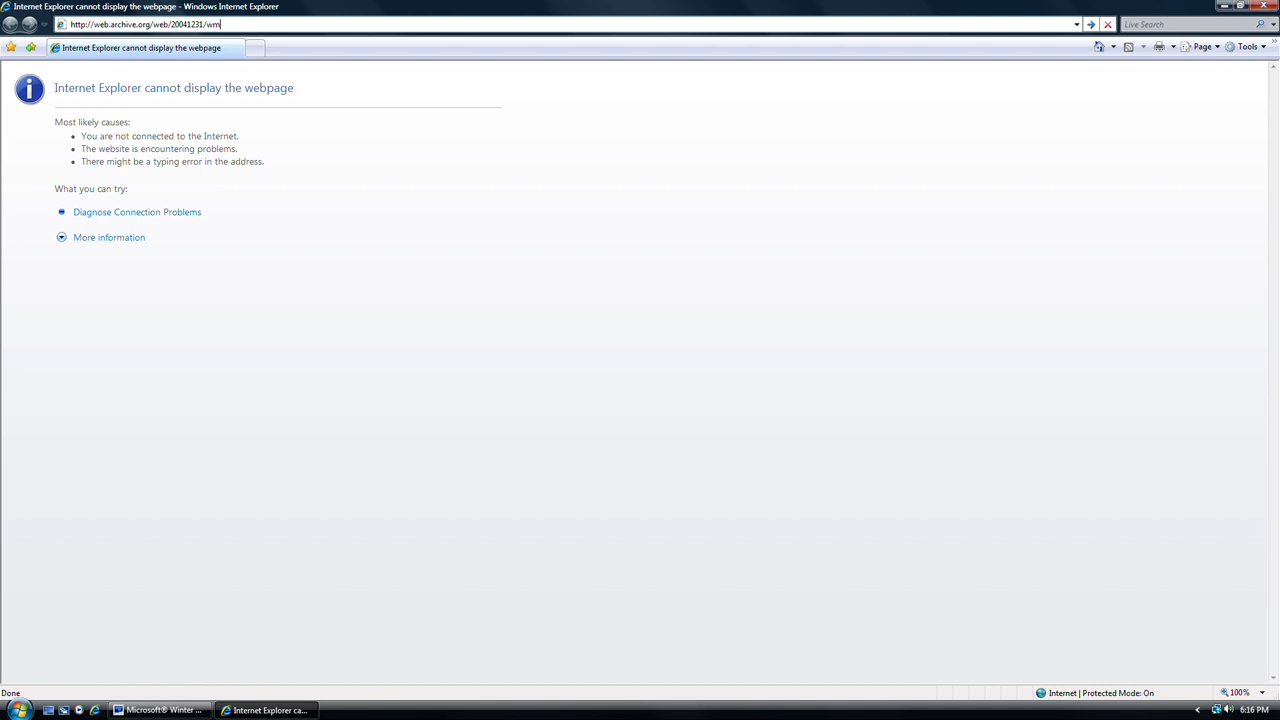 Internet Explorer cannot display the webpage - Windows Internet Explorer
http://web.archive.org/web/20041231/wm
Live Search
Internet Explorer cannot display the webpage
Page
Tools
Internet Explorer cannot display the webpage
Most likely causes:
You are not connected to the Internet.
The website is encountering problems.
There might be a typing error in the address.
What you can try:
Diagnose Connection Problems
More information
Done
Internet | Protected Mode: On
100%
Microsoft® Winter ...
Internet Explorer ca...
6:16 PM